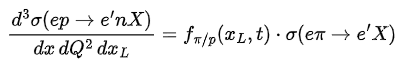 d³σ(ep → e′nX) / dx dQ² dx_L = f_{π/p}(x_L, t) · σ(eπ → e′X)